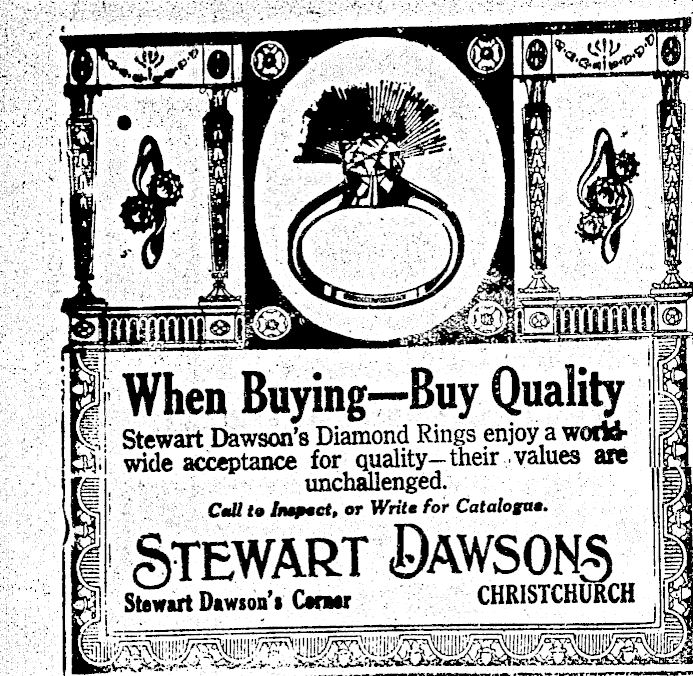 When Buying—Buy Quality
Stewart Dawson's Diamond Rings enjoy a world-
wide acceptance for quality—their values are
unchallenged.
Call to Inspect, or Write for Catalogue.
STEWART DAWSONS
Stewart Dawson's Corner CHRISTCHURCH